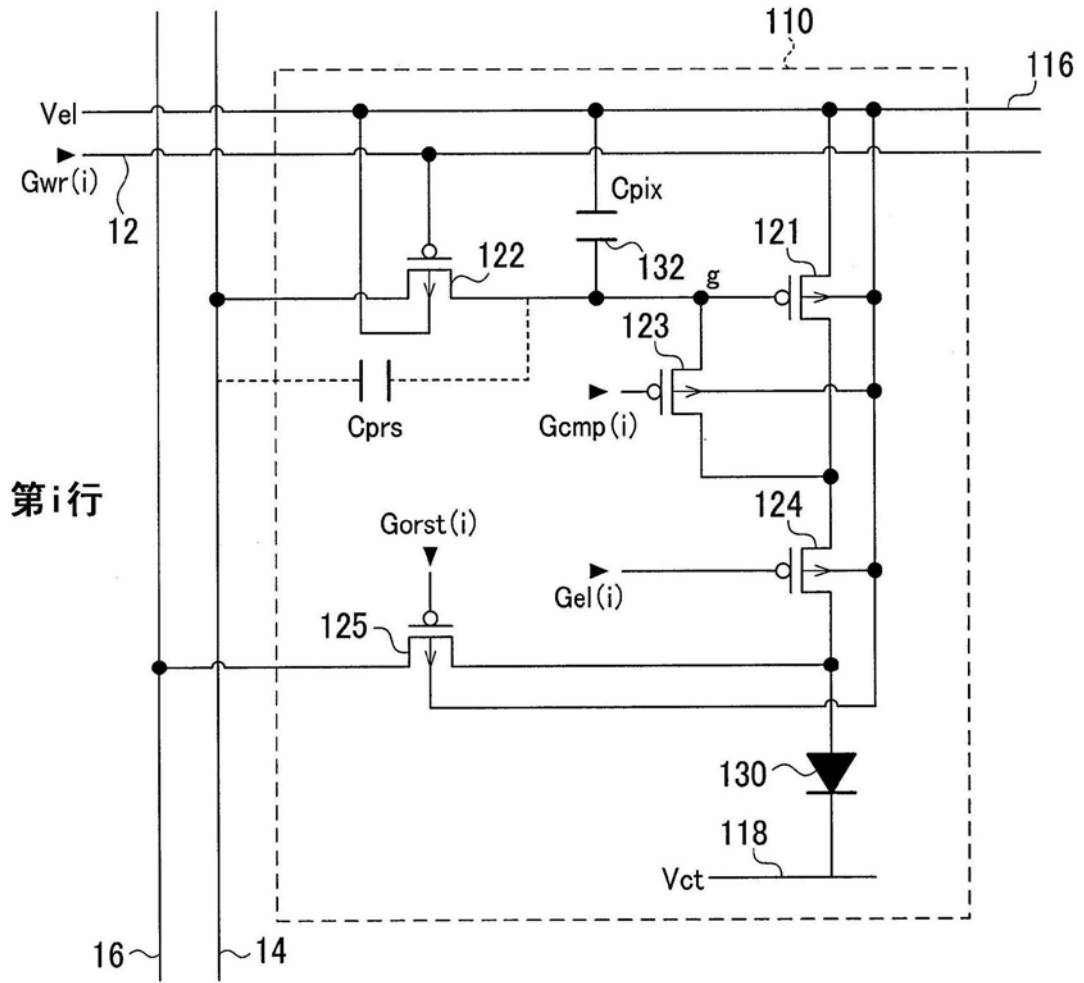 110
116
Vel
Gwr(i)
12
Cpix
132
121
122
g
123
Cprs
Gcmp(i)
第i行
124
Gorst(i)
Gel(i)
125
130
118
Vct
16
14